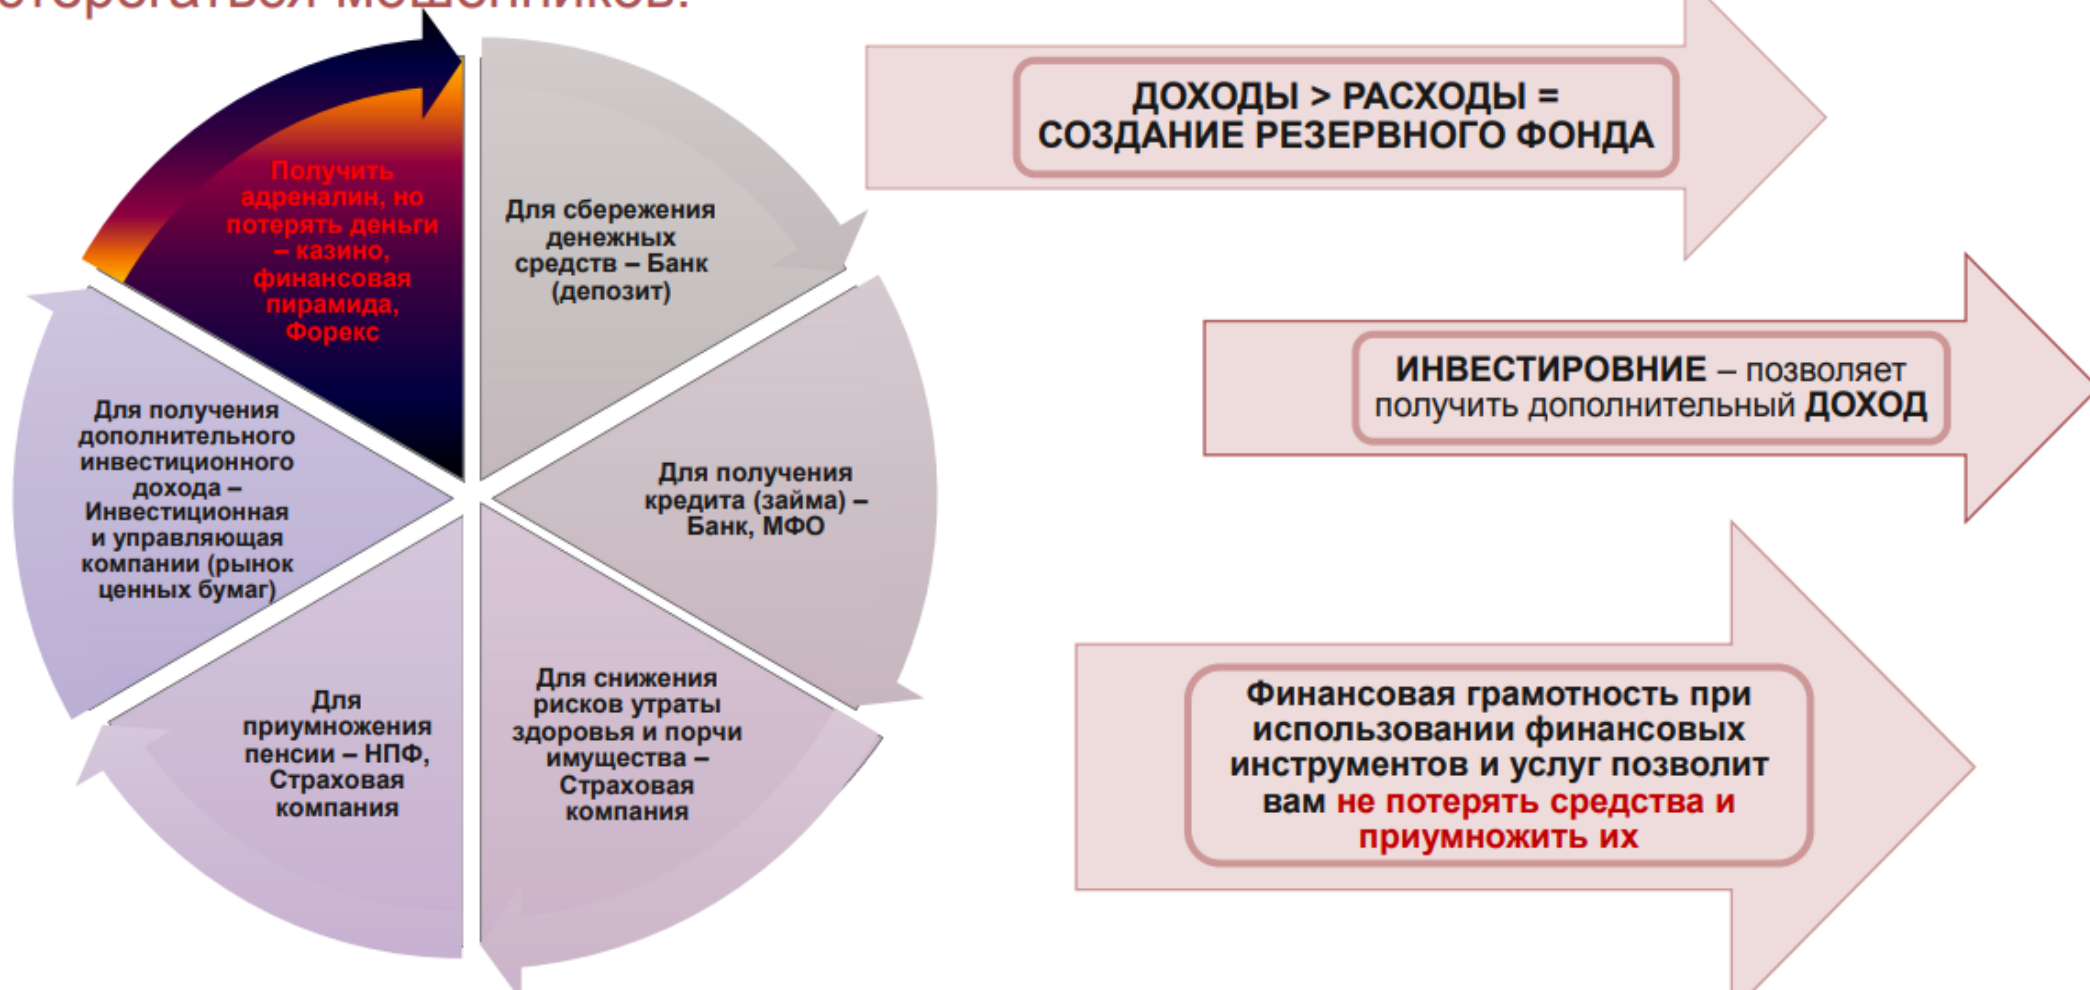 мошенников.
Получить
адреналин, но
потерять деньги
– казино,
финансовая
пирамида,
Форекс
Для сбережения
денежных
средств – Банк
(депозит)
Для получения
кредита (займа) –
Банк, МФО
Для снижения
рисков утраты
здоровья и порчи
имущества –
Страховая
компания
Для
приумножения
пенсии – НПФ,
Страховая
компания
Для получения
дополнительного
инвестиционного
дохода –
Инвестиционная
и управляющая
компании (рынок
ценных бумаг)
ДОХОДЫ > РАСХОДЫ =
СОЗДАНИЕ РЕЗЕРВНОГО ФОНДА
ИНВЕСТИРОВНИЕ – позволяет
получить дополнительный ДОХОД
Финансовая грамотность при
использовании финансовых
инструментов и услуг позволит
вам не потерять средства и
приумножить их